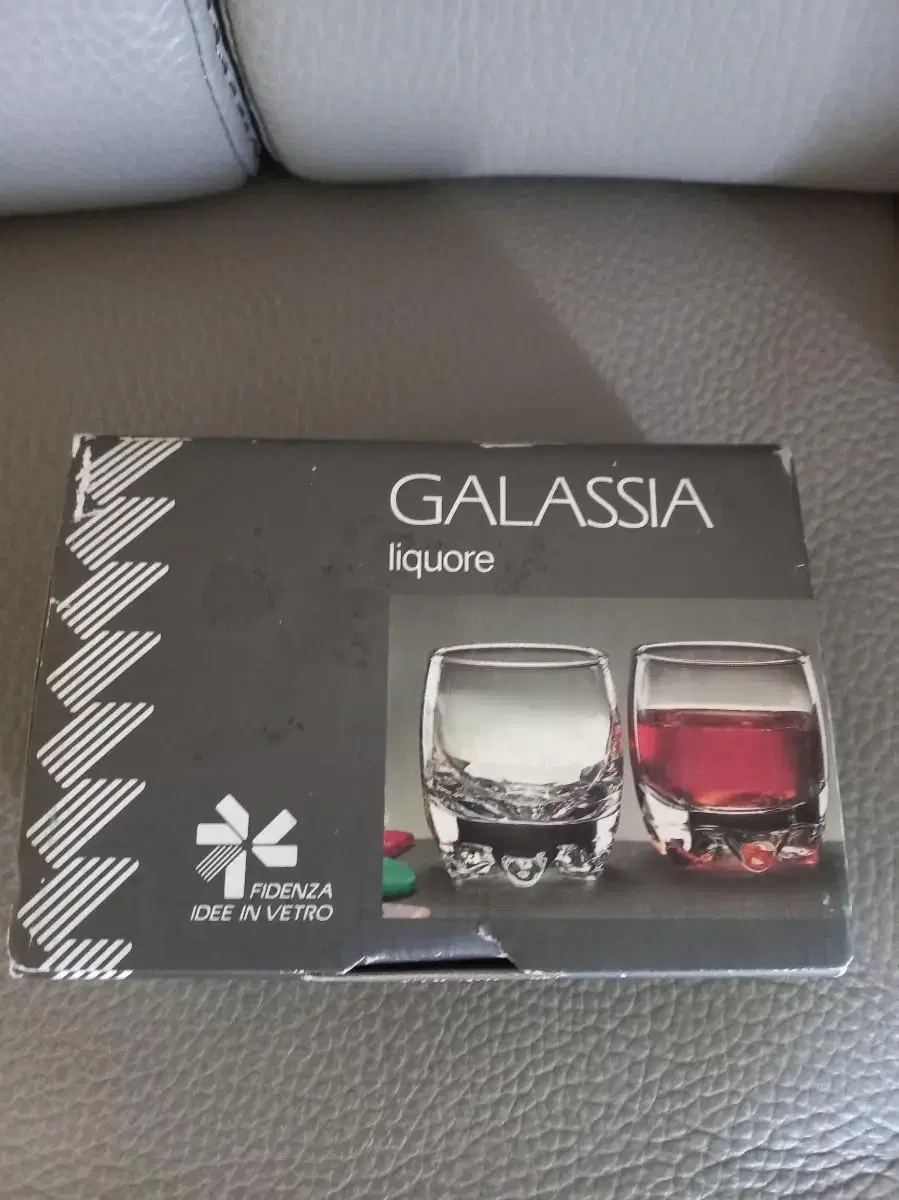 GALASSIA
liquore
FIDENZA
IDEE IN VETRO